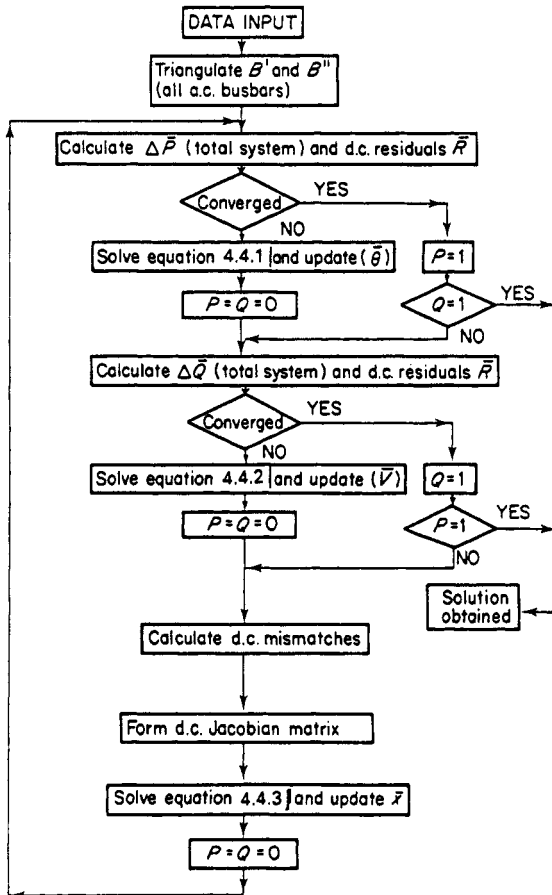 DATA INPUT
Triangulate B' and B''
(all a.c. busbars)
Calculate ΔP̄ (total system) and d.c. residuals R̄
Converged
YES
NO
Solve equation 4.4.1 and update (θ̄)
P=1
P=Q=0
Q=1
YES
NO
Calculate ΔQ̄ (total system) and d.c. residuals R̄
Converged
YES
NO
Solve equation 4.4.2 and update (V̄)
Q=1
P=Q=0
P=1
YES
NO
Solution
obtained
Calculate d.c. mismatches
Form d.c. Jacobian matrix
Solve equation 4.4.3 and update x̄
P=Q=0